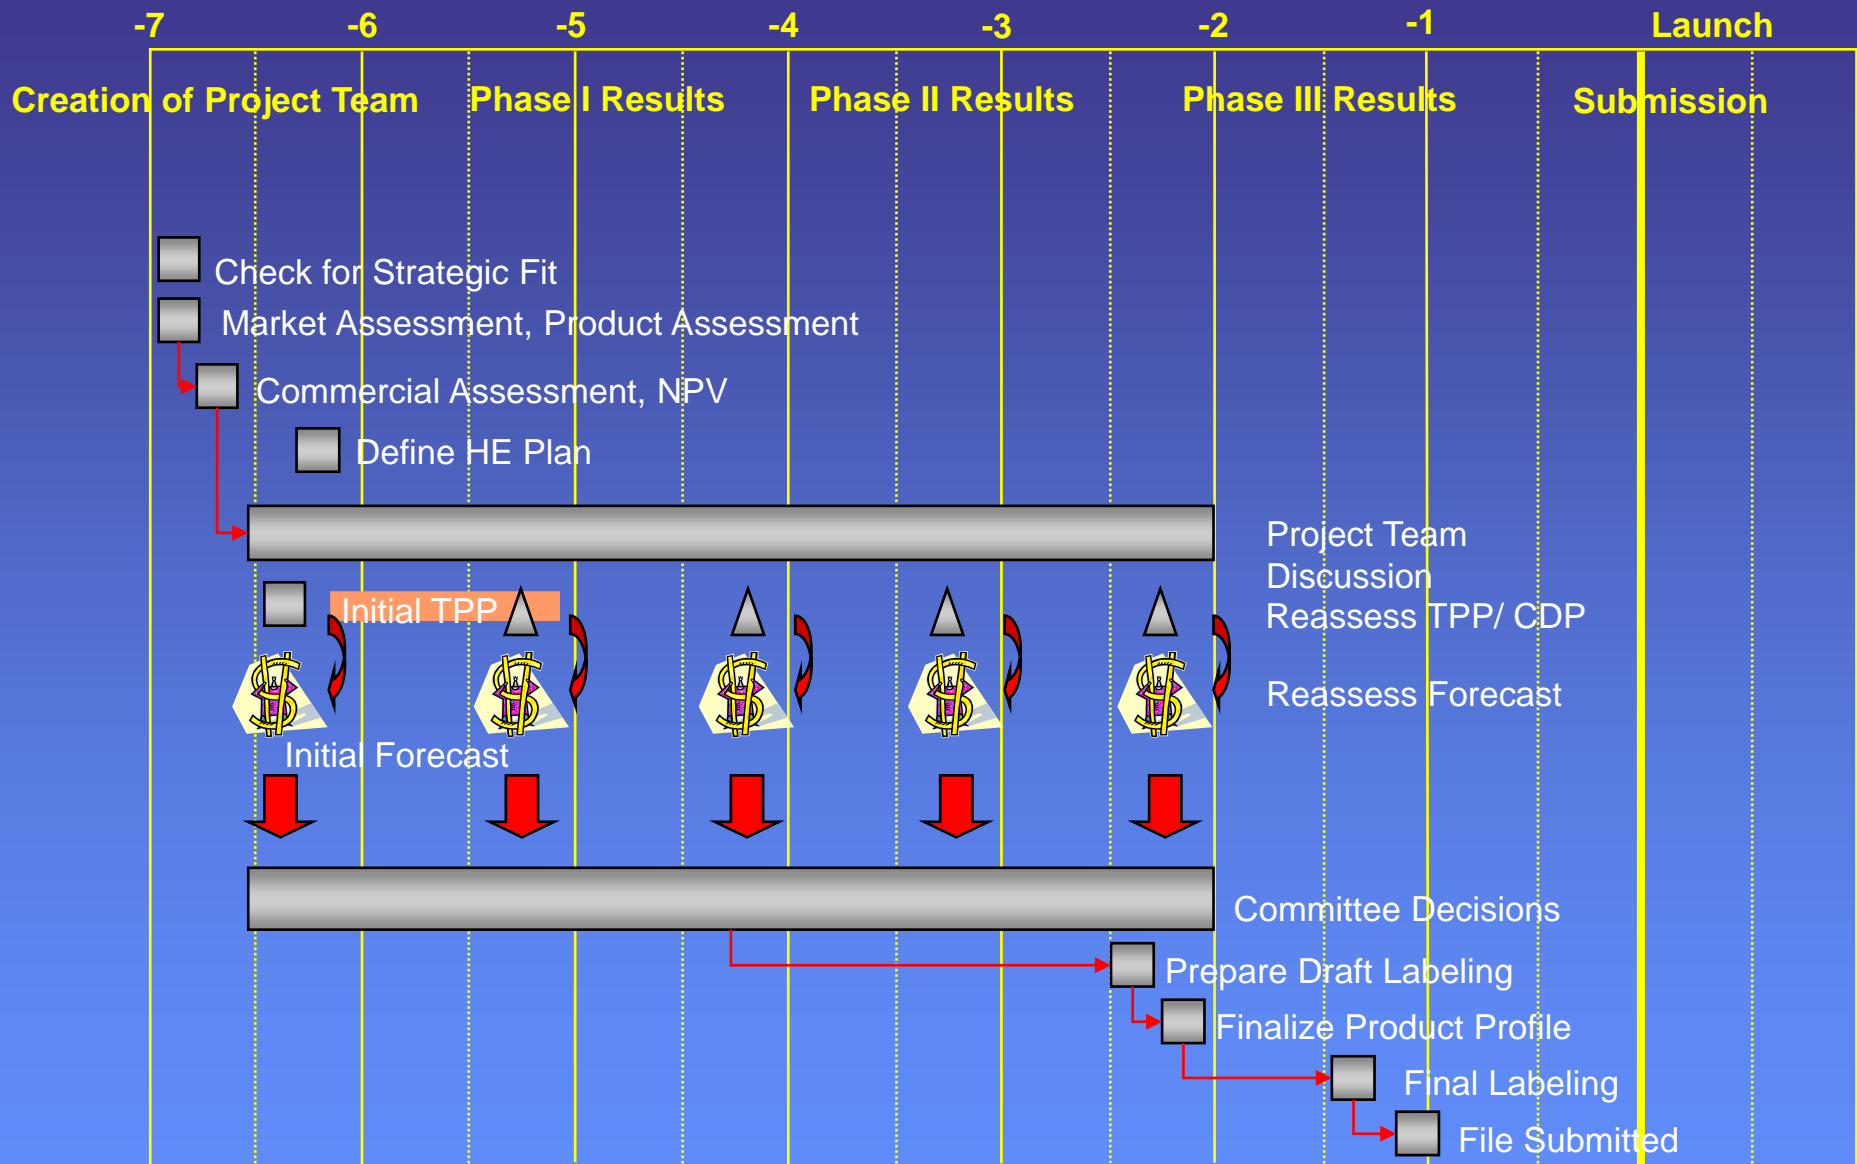 -7 -6 -5 -4 -3 -2 -1 Launch
Creation of Project Team Phase I Results Phase II Results Phase III Results Submission
Check for Strategic Fit
Market Assessment, Product Assessment
Commercial Assessment, NPV
Define HE Plan
Project Team
Discussion
Initial TPP
Reassess TPP/ CDP
Reassess Forecast
Initial Forecast
Committee Decisions
Prepare Draft Labeling
Finalize Product Profile
Final Labeling
File Submitted